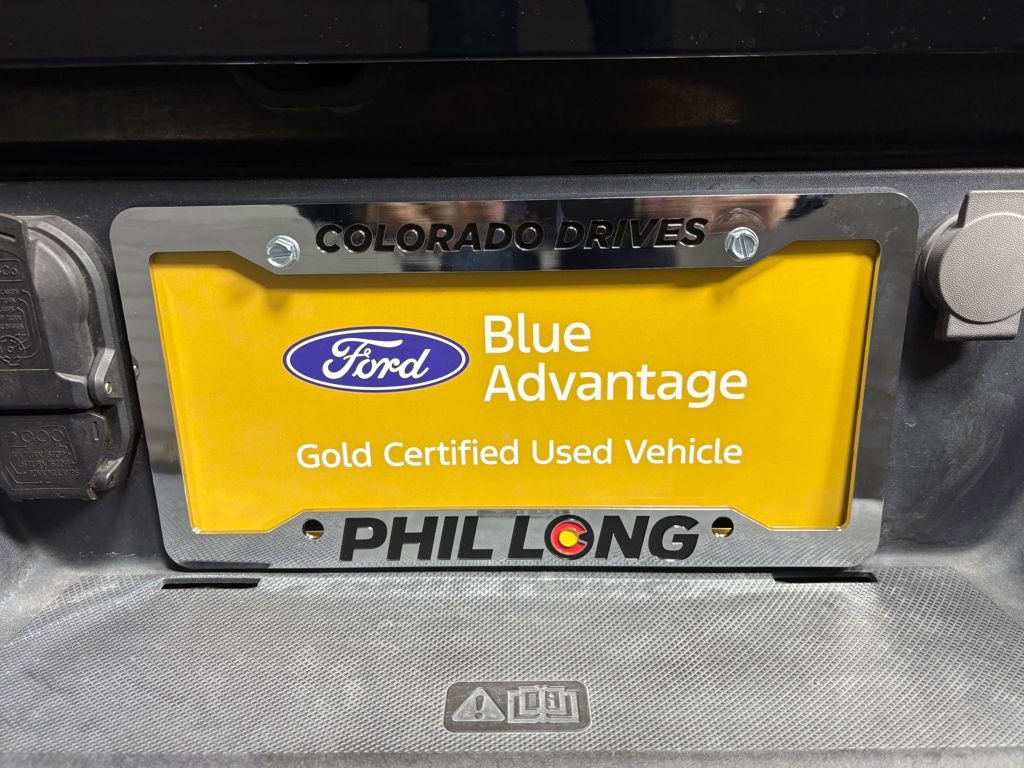 COLORADO DRIVES
Ford
Blue
Advantage
Gold Certified Used Vehicle
PHIL LONG